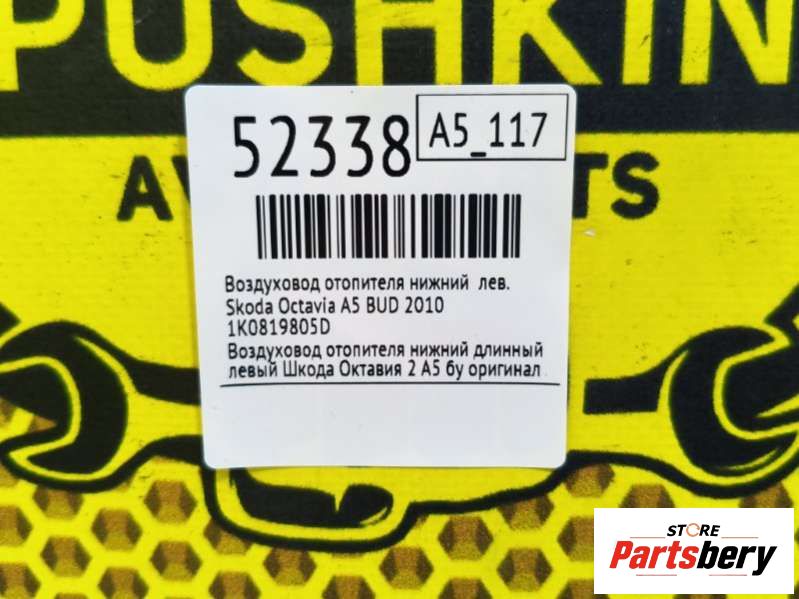 PUSHKIN
52338
A5_117
AV
TS
Воздуховод отопителя нижний лев.
Skoda Octavia A5 BUD 2010
1K0819805D
Воздуховод отопителя нижний длинный
левый Шкода Октавия 2 А5 бу оригинал
STORE
Partsbery